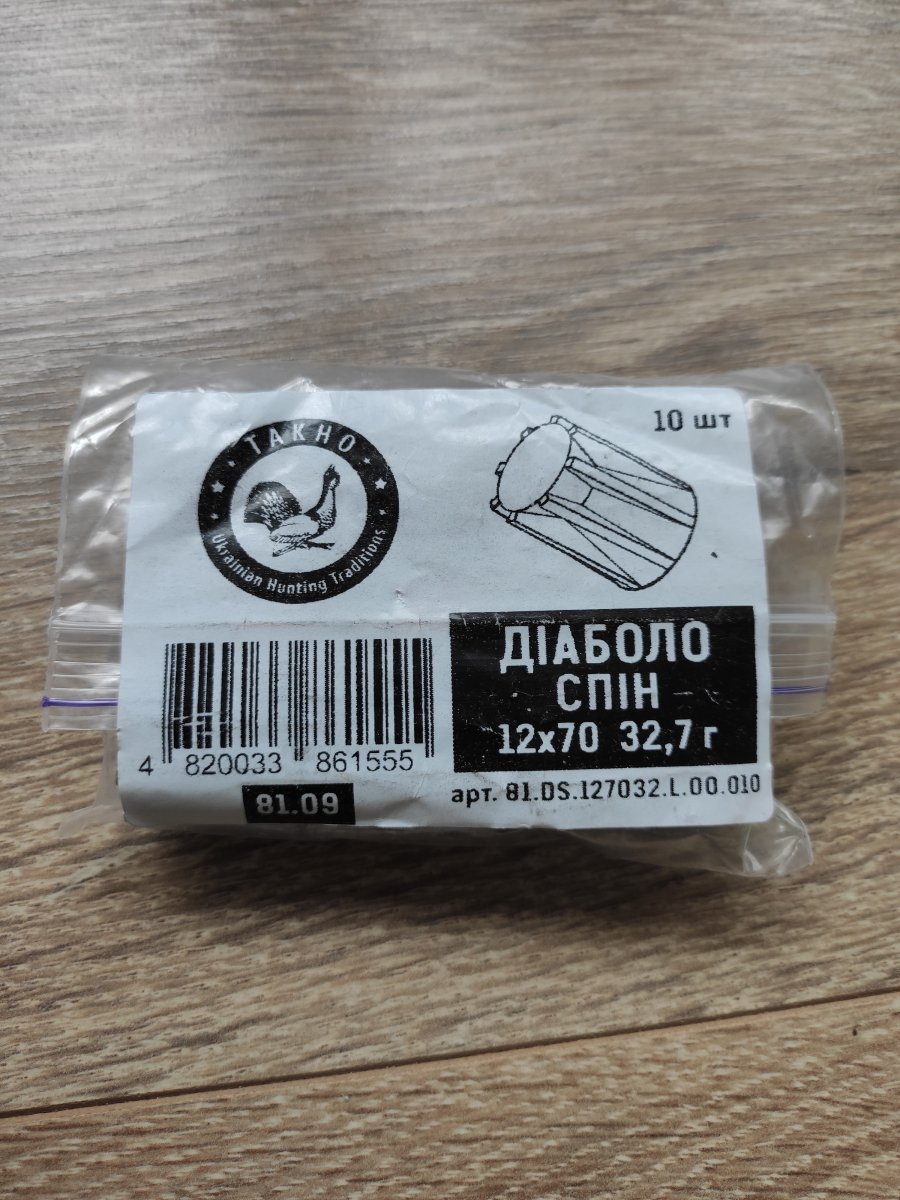 ТАКНО
Ukrainian Hunting Traditions
10 шт
ДІАБОЛО
СПІН
12x70 32,7 г
4 820033 861555
81.09
арт. 81.DS.127032.L.00.010